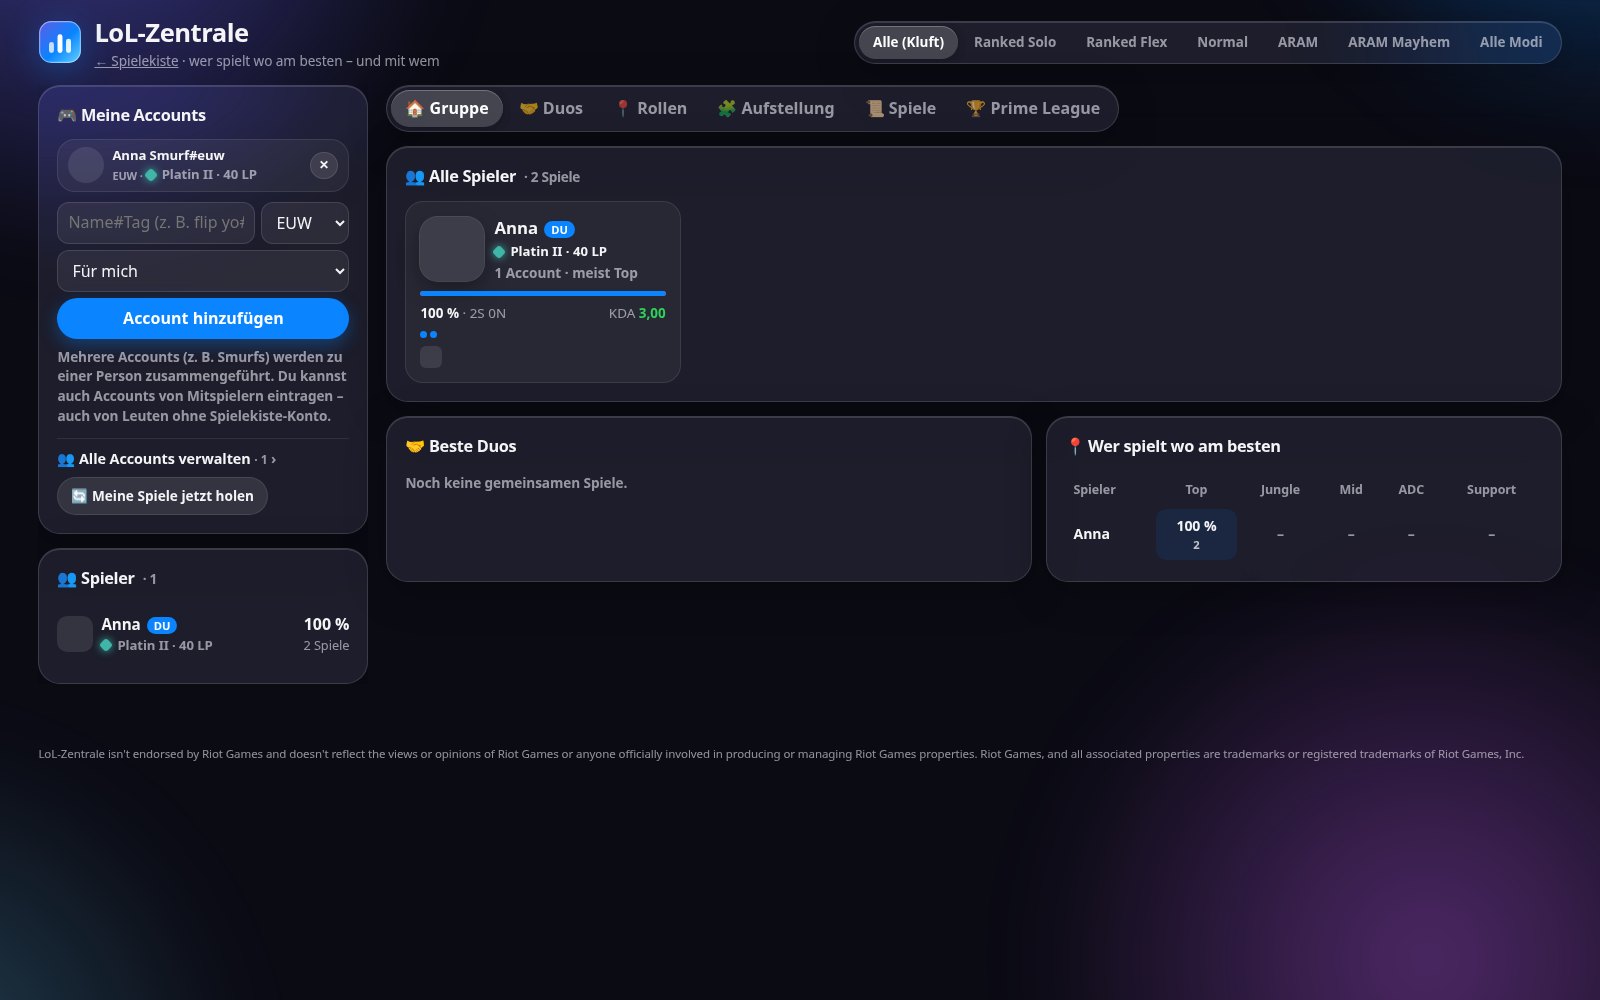 LoL-Zentrale
← Spielekiste · wer spielt wo am besten – und mit wem
Alle (Kluft) Ranked Solo Ranked Flex Normal ARAM ARAM Mayhem Alle Modi
🎮 Meine Accounts
Anna Smurf#euw
EUW · Platin II · 40 LP
×
Name#Tag (z. B. flip yo#
EUW
Für mich
Account hinzufügen
Mehrere Accounts (z. B. Smurfs) werden zu
einer Person zusammengeführt. Du kannst
auch Accounts von Mitspielern eintragen –
auch von Leuten ohne Spielekiste-Konto.
👥 Alle Accounts verwalten · 1 ›
🔄 Meine Spiele jetzt holen
👥 Spieler · 1
Anna DU 100 %
Platin II · 40 LP 2 Spiele
🏠 Gruppe 🤝 Duos 📍 Rollen 🧩 Aufstellung 📜 Spiele 🏆 Prime League
👥 Alle Spieler · 2 Spiele
Anna DU
Platin II · 40 LP
1 Account · meist Top
100 % · 2S 0N KDA 3,00
🤝 Beste Duos
Noch keine gemeinsamen Spiele.
📍 Wer spielt wo am besten
Spieler Top Jungle Mid ADC Support
Anna 100 % – – – –
2
LoL-Zentrale isn't endorsed by Riot Games and doesn't reflect the views or opinions of Riot Games or anyone officially involved in producing or managing Riot Games properties. Riot Games, and all associated properties are trademarks or registered trademarks of Riot Games, Inc.